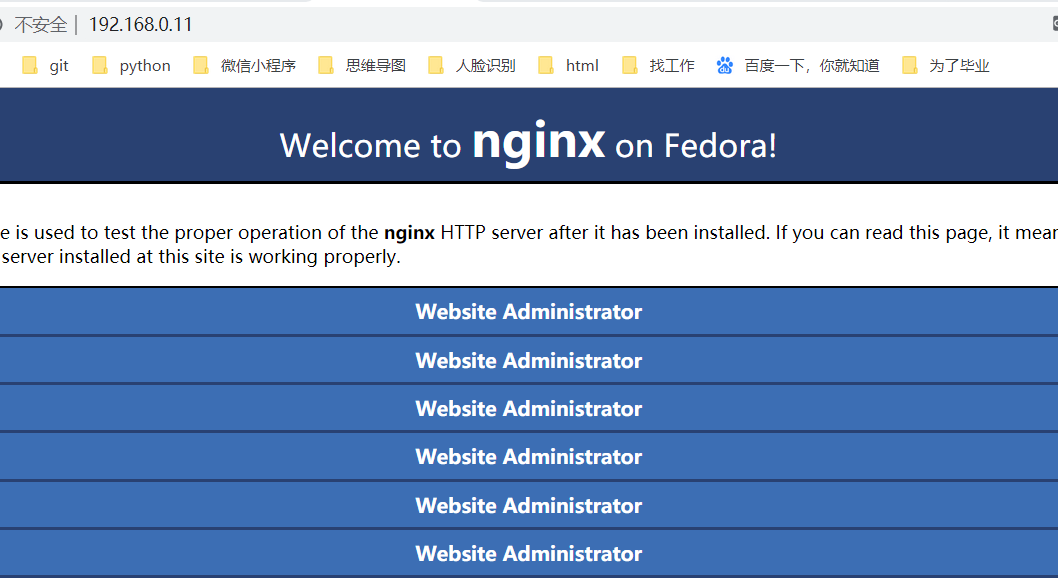 不安全 | 192.168.0.11
git python 微信小程序 思维导图 人脸识别 html 找工作 百度一下，你就知道 为了毕业
Welcome to nginx on Fedora!
is used to test the proper operation of the nginx HTTP server after it has been installed. If you can read this page, it
server installed at this site is working properly.
Website Administrator
Website Administrator
Website Administrator
Website Administrator
Website Administrator
Website Administrator